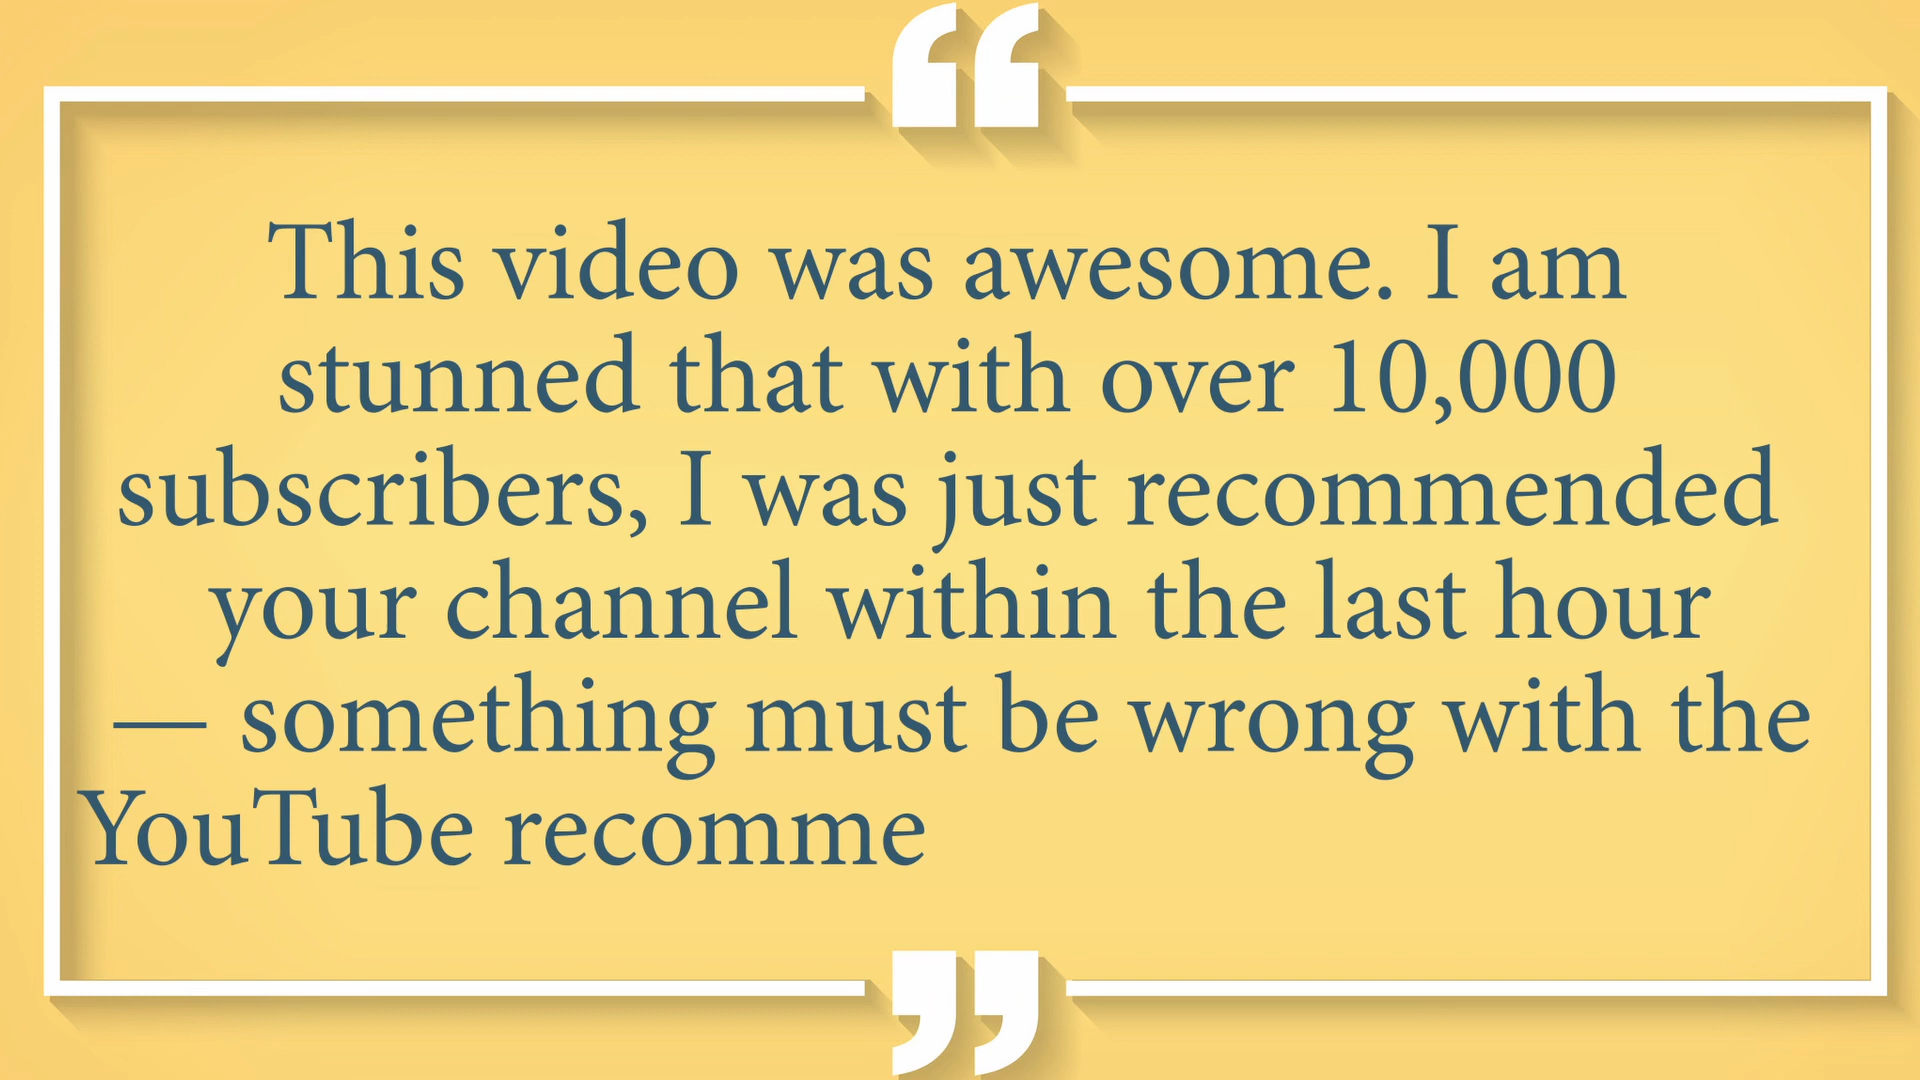 This video was awesome. I am
stunned that with over 10,000
subscribers, I was just recommended
your channel within the last hour
— something must be wrong with the
YouTube recomme